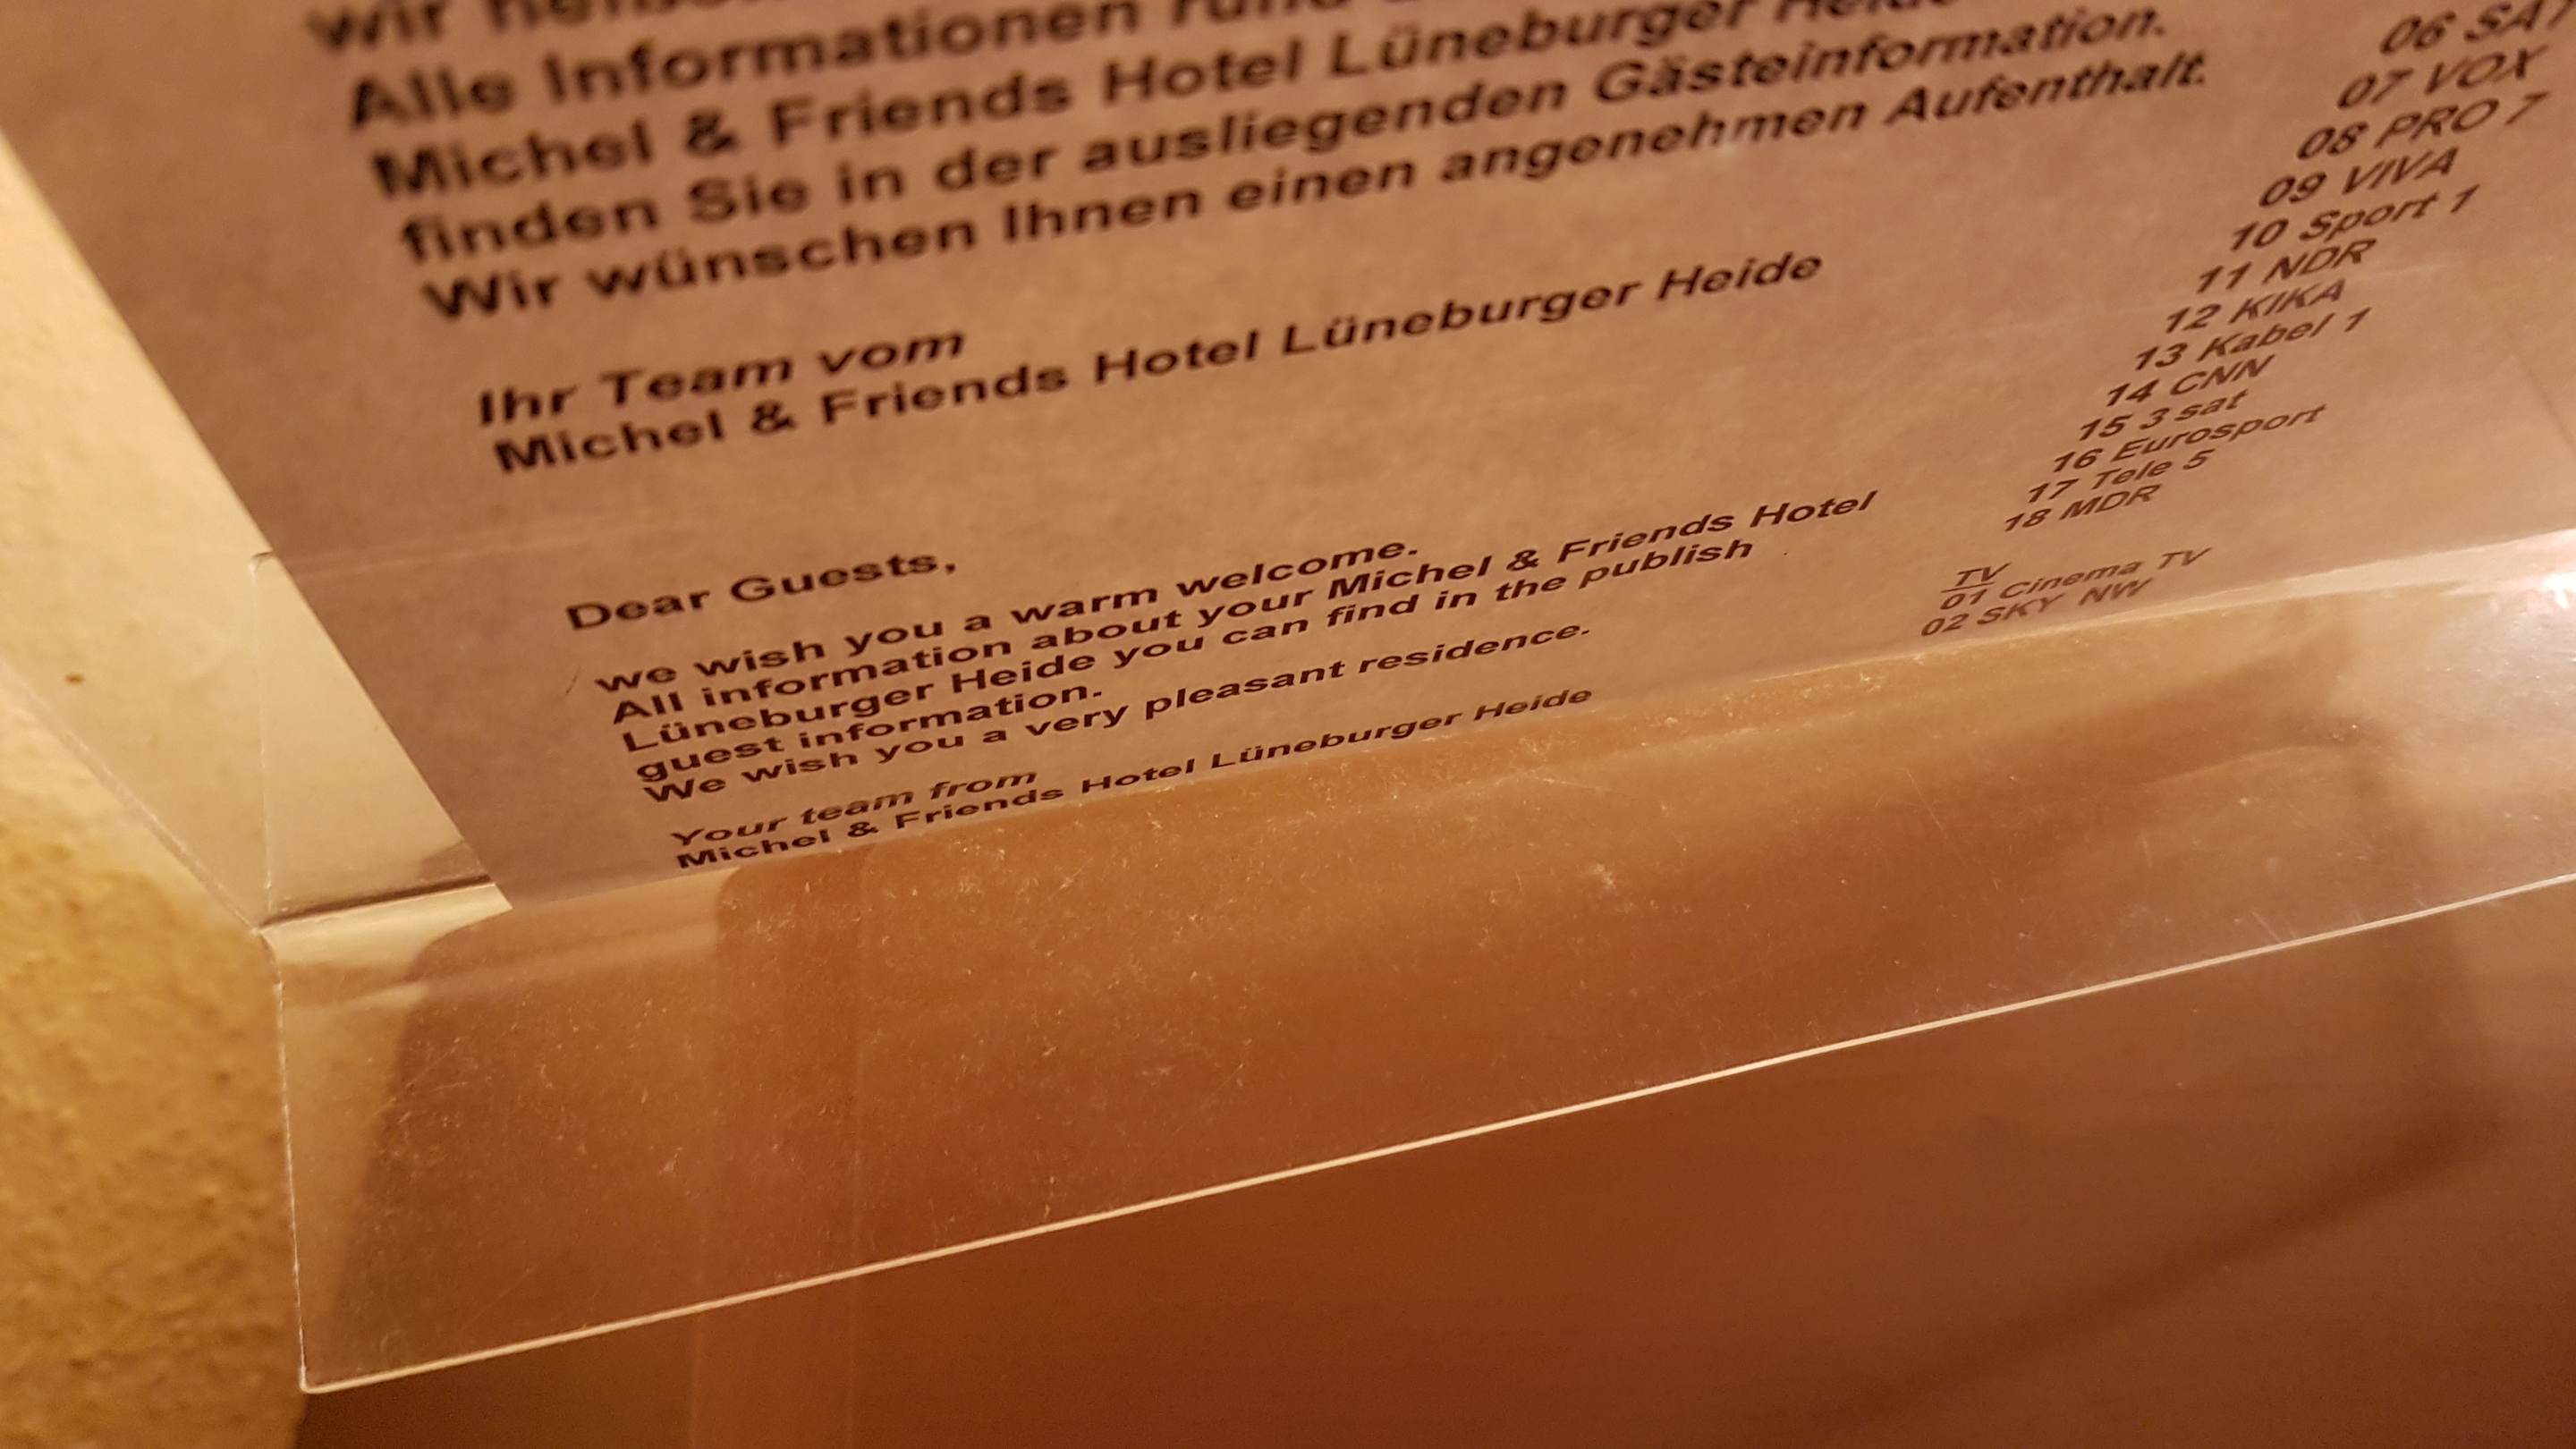 Wir
Alle Informationen rund
Michel & Friends Hotel Lüneburger Heide
finden Sie in der ausliegenden Gästeinformation.
Wir wünschen Ihnen einen angenehmen Aufenthalt.
Ihr Team vom
Michel & Friends Hotel Lüneburger Heide
Dear Guests,
we wish you a warm welcome.
All information about your Michel & Friends Hotel
Lüneburger Heide you can find in the publish
guest information.
We wish you a very pleasant residence.
Your team from
Michel & Friends Hotel Lüneburger Heide
06 SAT
07 VOX
08 PRO 7
09 VIVA
10 Sport 1
11 NDR
12 KIKA
13 Kabel 1
14 CNN
15 3 sat
16 Eurosport
17 Tele 5
18 MDR
TV
01 Cinema TV
02 SKY NW